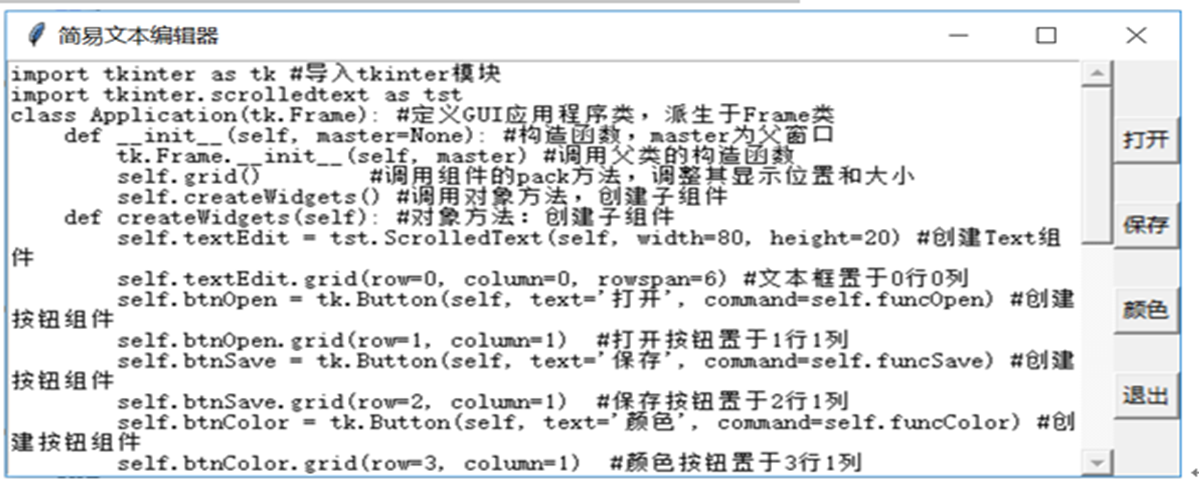 简易文本编辑器
import tkinter as tk #导入tkinter模块
import tkinter.scrolledtext as tst
class Application(tk.Frame): #定义GUI应用程序类，派生于Frame类
    def __init__(self, master=None): #构造函数，master为父窗口
        tk.Frame.__init__(self, master) #调用父类的构造函数
        self.grid()        #调用组件的pack方法，调整其显示位置和大小
        self.createWidgets() #调用对象方法，创建子组件
    def createWidgets(self): #对象方法：创建子组件
        self.textEdit = tst.ScrolledText(self, width=80, height=20) #创建Text组
件
        self.textEdit.grid(row=0, column=0, rowspan=6) #文本框置于0行0列
        self.btnOpen = tk.Button(self, text='打开', command=self.funcOpen) #创建
按钮组件
        self.btnOpen.grid(row=1, column=1)  #打开按钮置于1行1列
        self.btnSave = tk.Button(self, text='保存', command=self.funcSave) #创建
按钮组件
        self.btnSave.grid(row=2, column=1)  #保存按钮置于2行1列
        self.btnColor = tk.Button(self, text='颜色', command=self.funcColor) #创
建按钮组件
        self.btnColor.grid(row=3, column=1)  #颜色按钮置于3行1列
打开
保存
颜色
退出